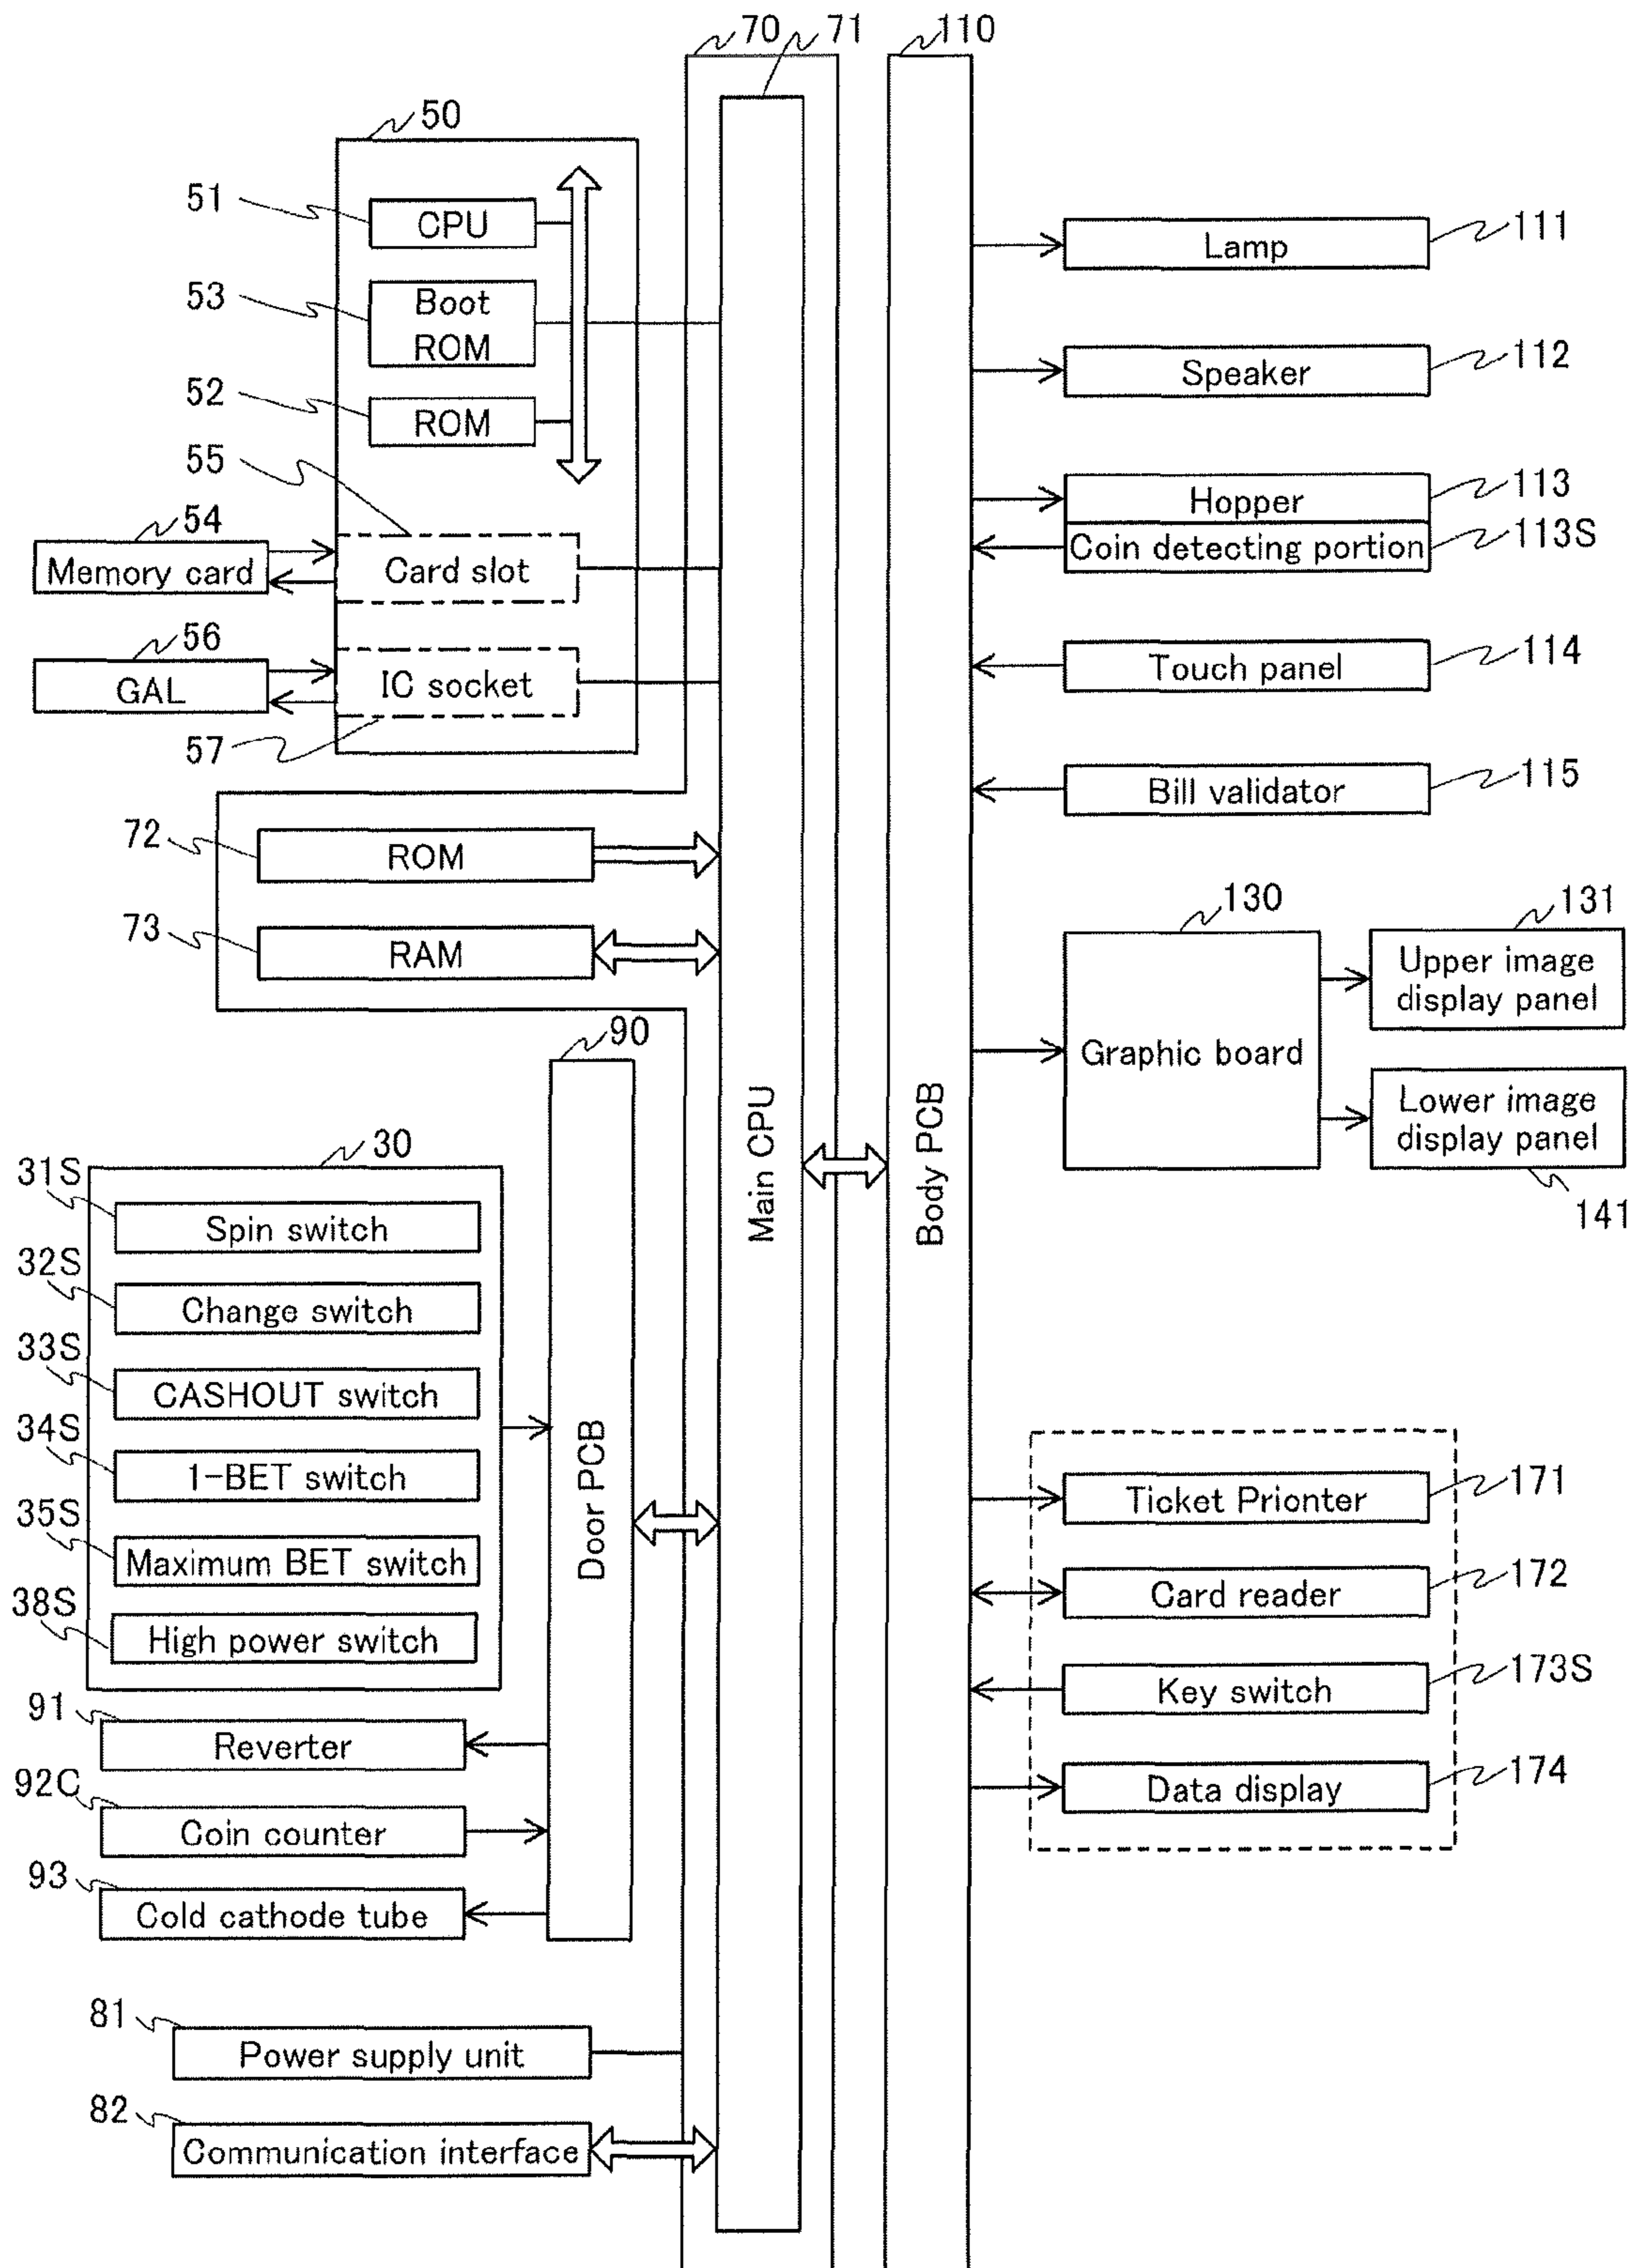 70
71
110
50
51
CPU
53
Boot
ROM
52
ROM
55
54
Memory card
Card slot
56
GAL
IC socket
57
72
ROM
73
RAM
90
30
31S
Spin switch
32S
Change switch
33S
CASHOUT switch
34S
1-BET switch
35S
Maximum BET switch
38S
High power switch
91
Reverter
92C
Coin counter
93
Cold cathode tube
Door PCB
81
Power supply unit
82
Communication interface
Main CPU
Body PCB
Lamp
111
Speaker
112
Hopper
113
Coin detecting portion
113S
Touch panel
114
Bill validator
115
130
Graphic board
131
Upper image
display panel
Lower image
display panel
141
Ticket Prionter
171
Card reader
172
Key switch
173S
Data display
174